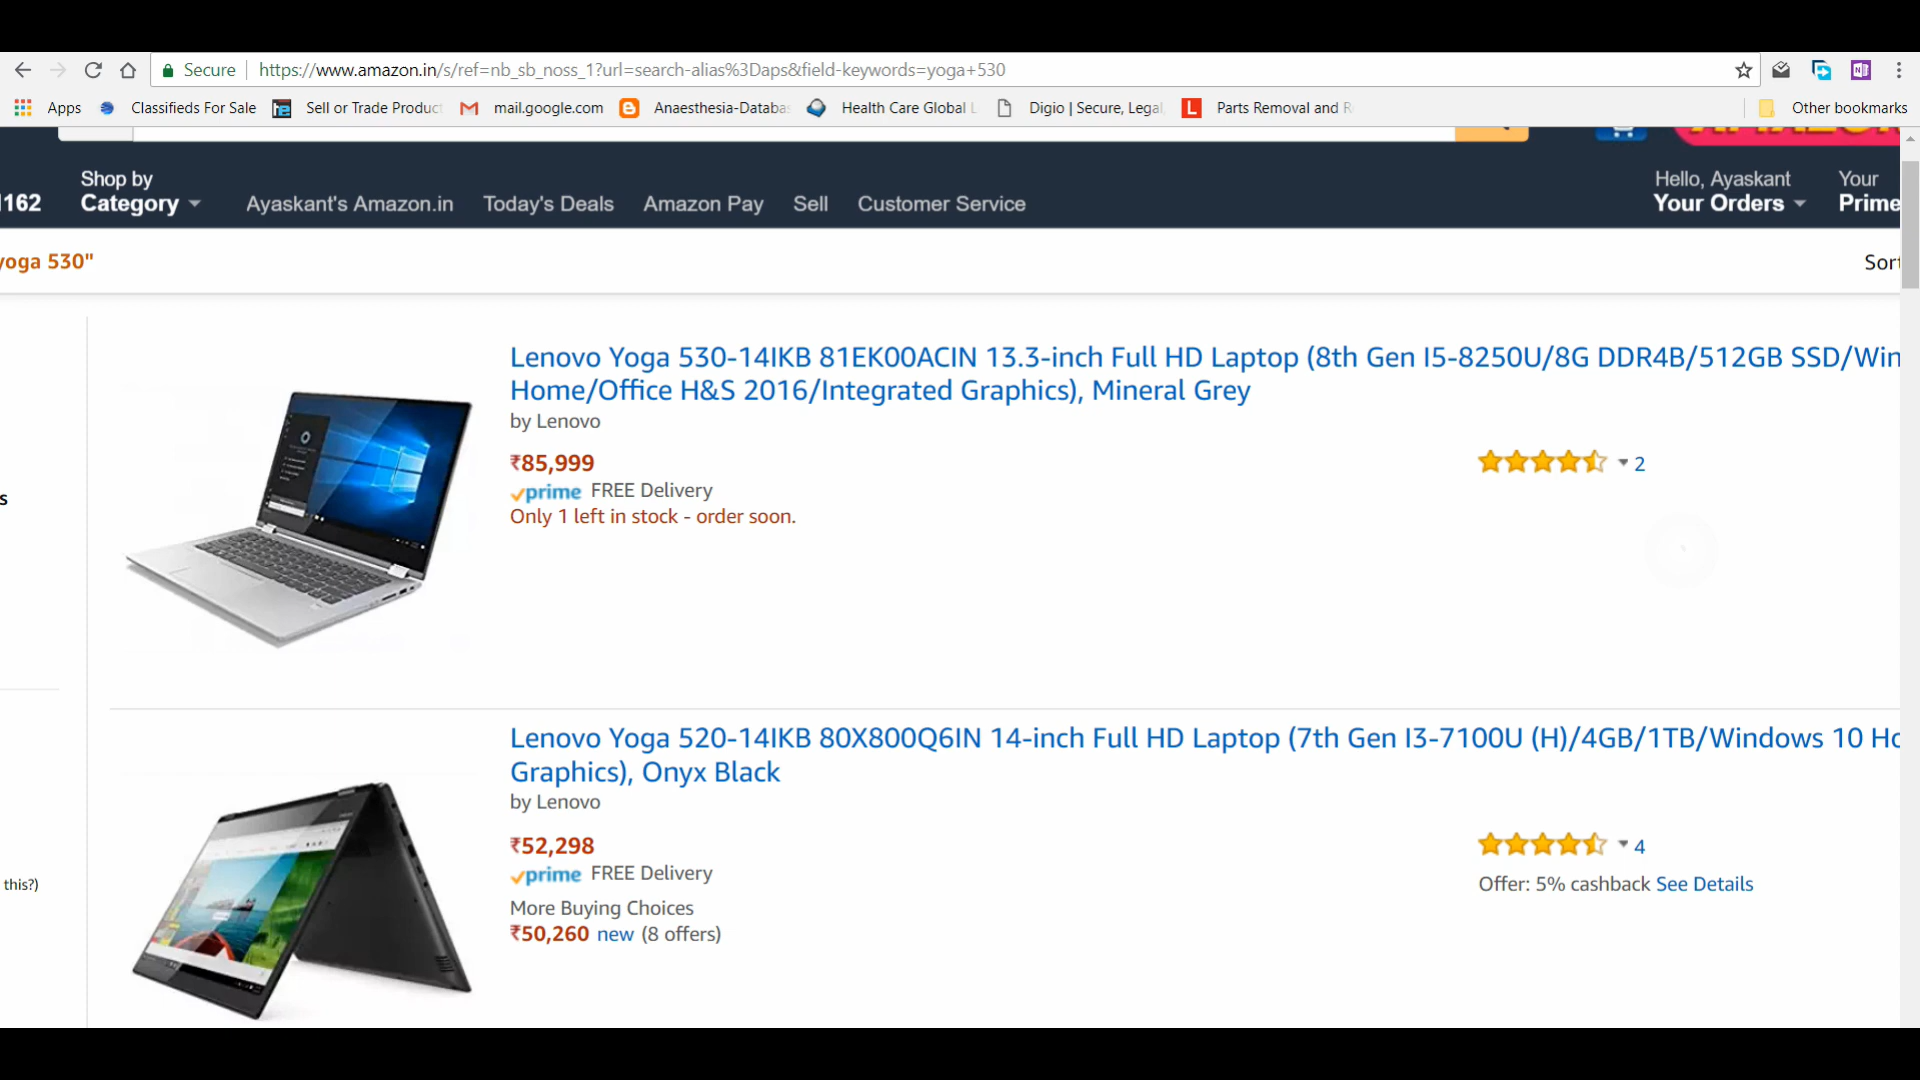 Secure https://www.amazon.in/s/ref=nb_sb_noss_1?url=search-alias%3Daps&field-keywords=yoga+530
Apps Classifieds For Sale Sell or Trade Product mail.google.com Anaesthesia-Databa Health Care Global Digio | Secure, Legal Parts Removal and Other bookmarks
Shop by Hello, Ayaskant Your
162 Category Ayaskant's Amazon.in Today's Deals Amazon Pay Sell Customer Service Your Orders Prime
yoga 530" Sort
Lenovo Yoga 530-14IKB 81EK00ACIN 13.3-inch Full HD Laptop (8th Gen I5-8250U/8G DDR4B/512GB SSD/Win
Home/Office H&S 2016/Integrated Graphics), Mineral Grey
by Lenovo
₹85,999 2
prime FREE Delivery
Only 1 left in stock - order soon.
s
Lenovo Yoga 520-14IKB 80X800Q6IN 14-inch Full HD Laptop (7th Gen I3-7100U (H)/4GB/1TB/Windows 10 Ho
Graphics), Onyx Black
by Lenovo
₹52,298 4
prime FREE Delivery
Offer: 5% cashback See Details
this?)
More Buying Choices
₹50,260 new (8 offers)